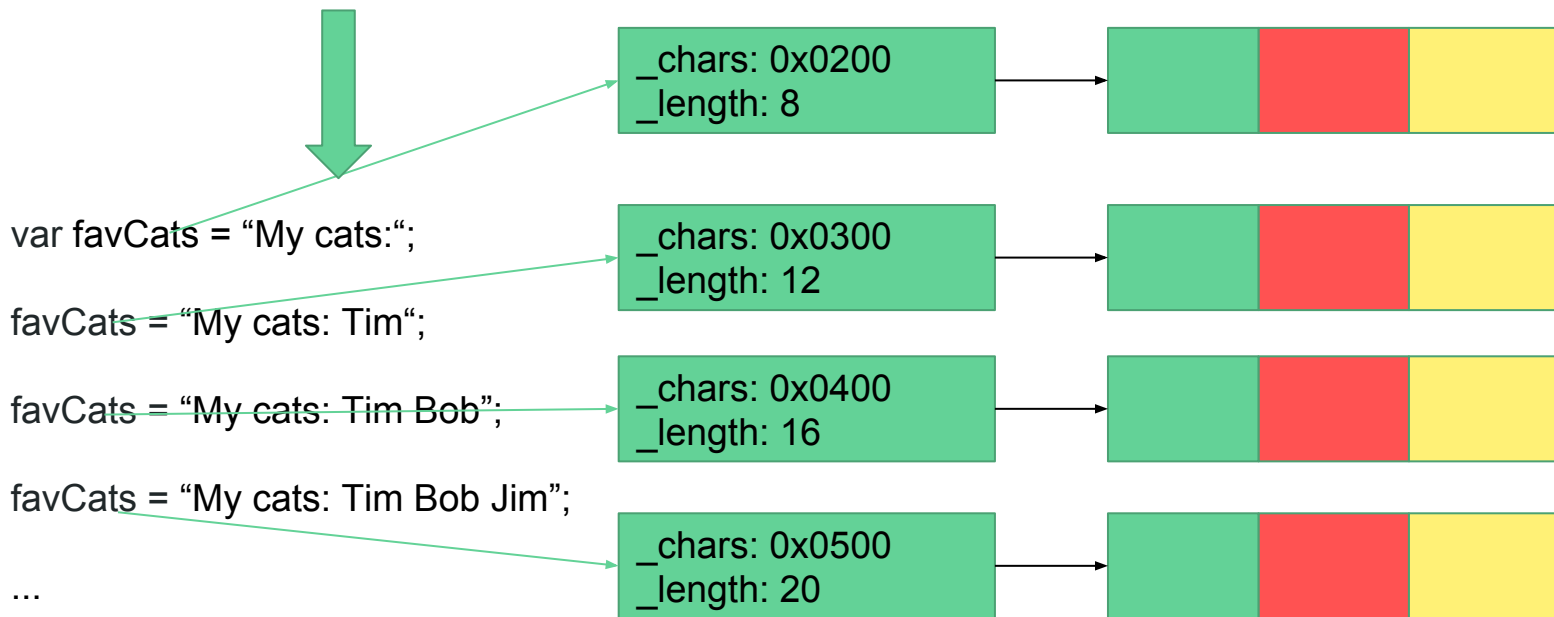 _chars: 0x0200
_length: 8
var favCats = “My cats:“;
_chars: 0x0300
_length: 12
favCats = “My cats: Tim“;
_chars: 0x0400
_length: 16
favCats = “My cats: Tim Bob”;
favCats = “My cats: Tim Bob Jim”;
_chars: 0x0500
_length: 20
...